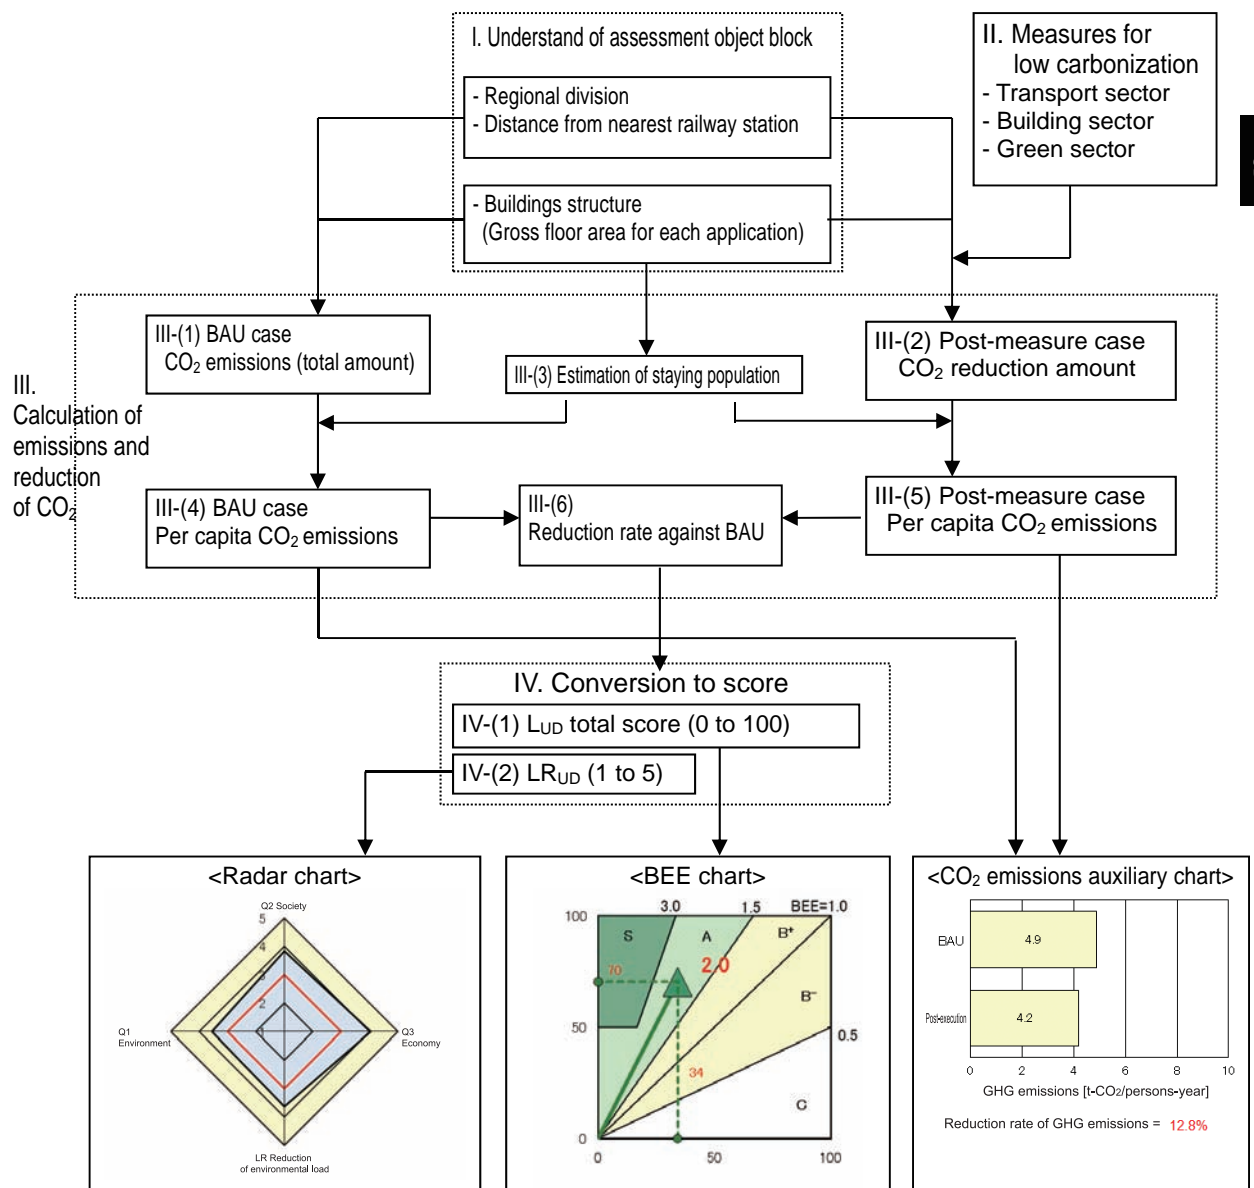 I. Understand of assessment object block
- Regional division
- Distance from nearest railway station
- Buildings structure
(Gross floor area for each application)
II. Measures for
low carbonization
- Transport sector
- Building sector
- Green sector
III.
Calculation of
emissions and
reduction
of CO2
III-(1) BAU case
CO2 emissions (total amount)
III-(3) Estimation of staying population
III-(2) Post-measure case
CO2 reduction amount
III-(4) BAU case
Per capita CO2 emissions
III-(6)
Reduction rate against BAU
III-(5) Post-measure case
Per capita CO2 emissions
IV. Conversion to score
IV-(1) LUD total score (0 to 100)
IV-(2) LRUD (1 to 5)
<Radar chart>
Q2 Society
5
4
3
2
1
Q1
Environment
Q3
Economy
LR Reduction
of environmental load
<BEE chart>
3.0
1.5
BEE=1.0
100
S
A
B+
70
2.0
B-
50
0.5
34
C
0
0
50
100
<CO2 emissions auxiliary chart>
BAU
4.9
Post-execution
4.2
0
2
4
6
8
10
GHG emissions [t-CO2/persons-year]
Reduction rate of GHG emissions = 12.8%